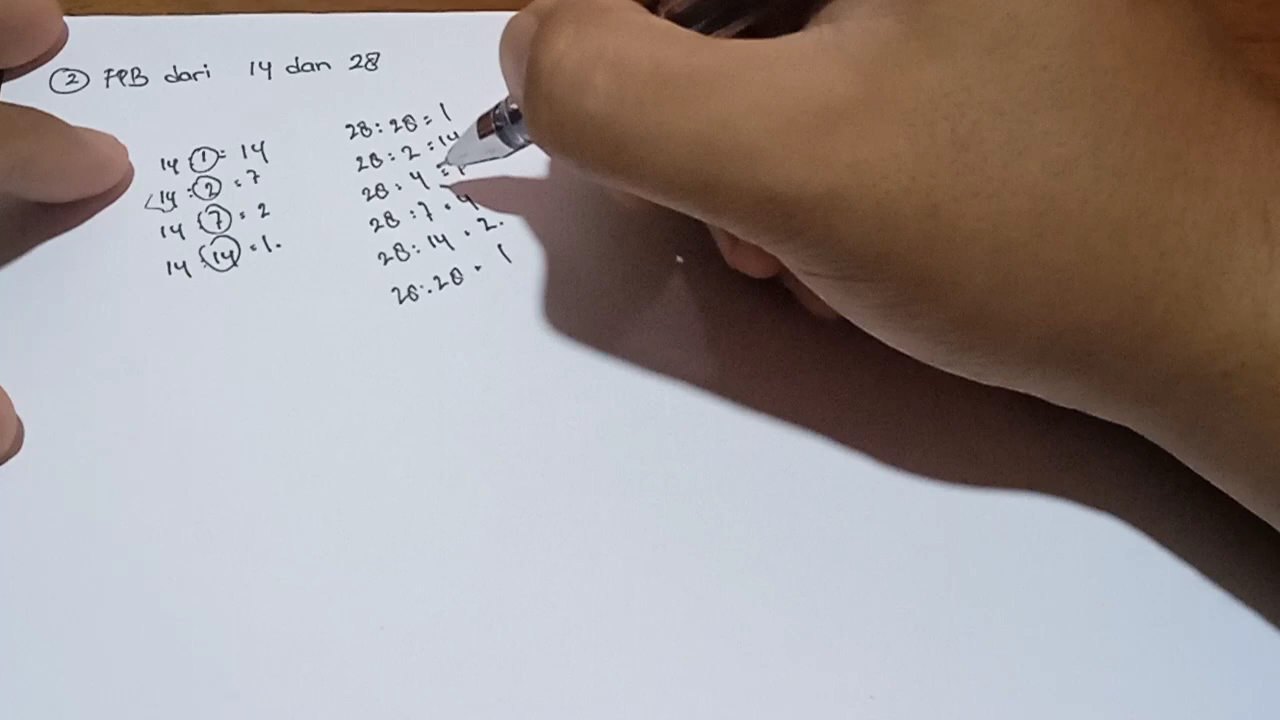 ② FPB dari 14 dan 28
14 : 1 = 14
14 : 2 = 7
14 : 7 = 2
14 : 14 = 1.
28 : 28 = 1
28 : 2 = 14
28 : 4 =
28 : 7 = 4
28 : 14 = 2.
28 : 28 = 1